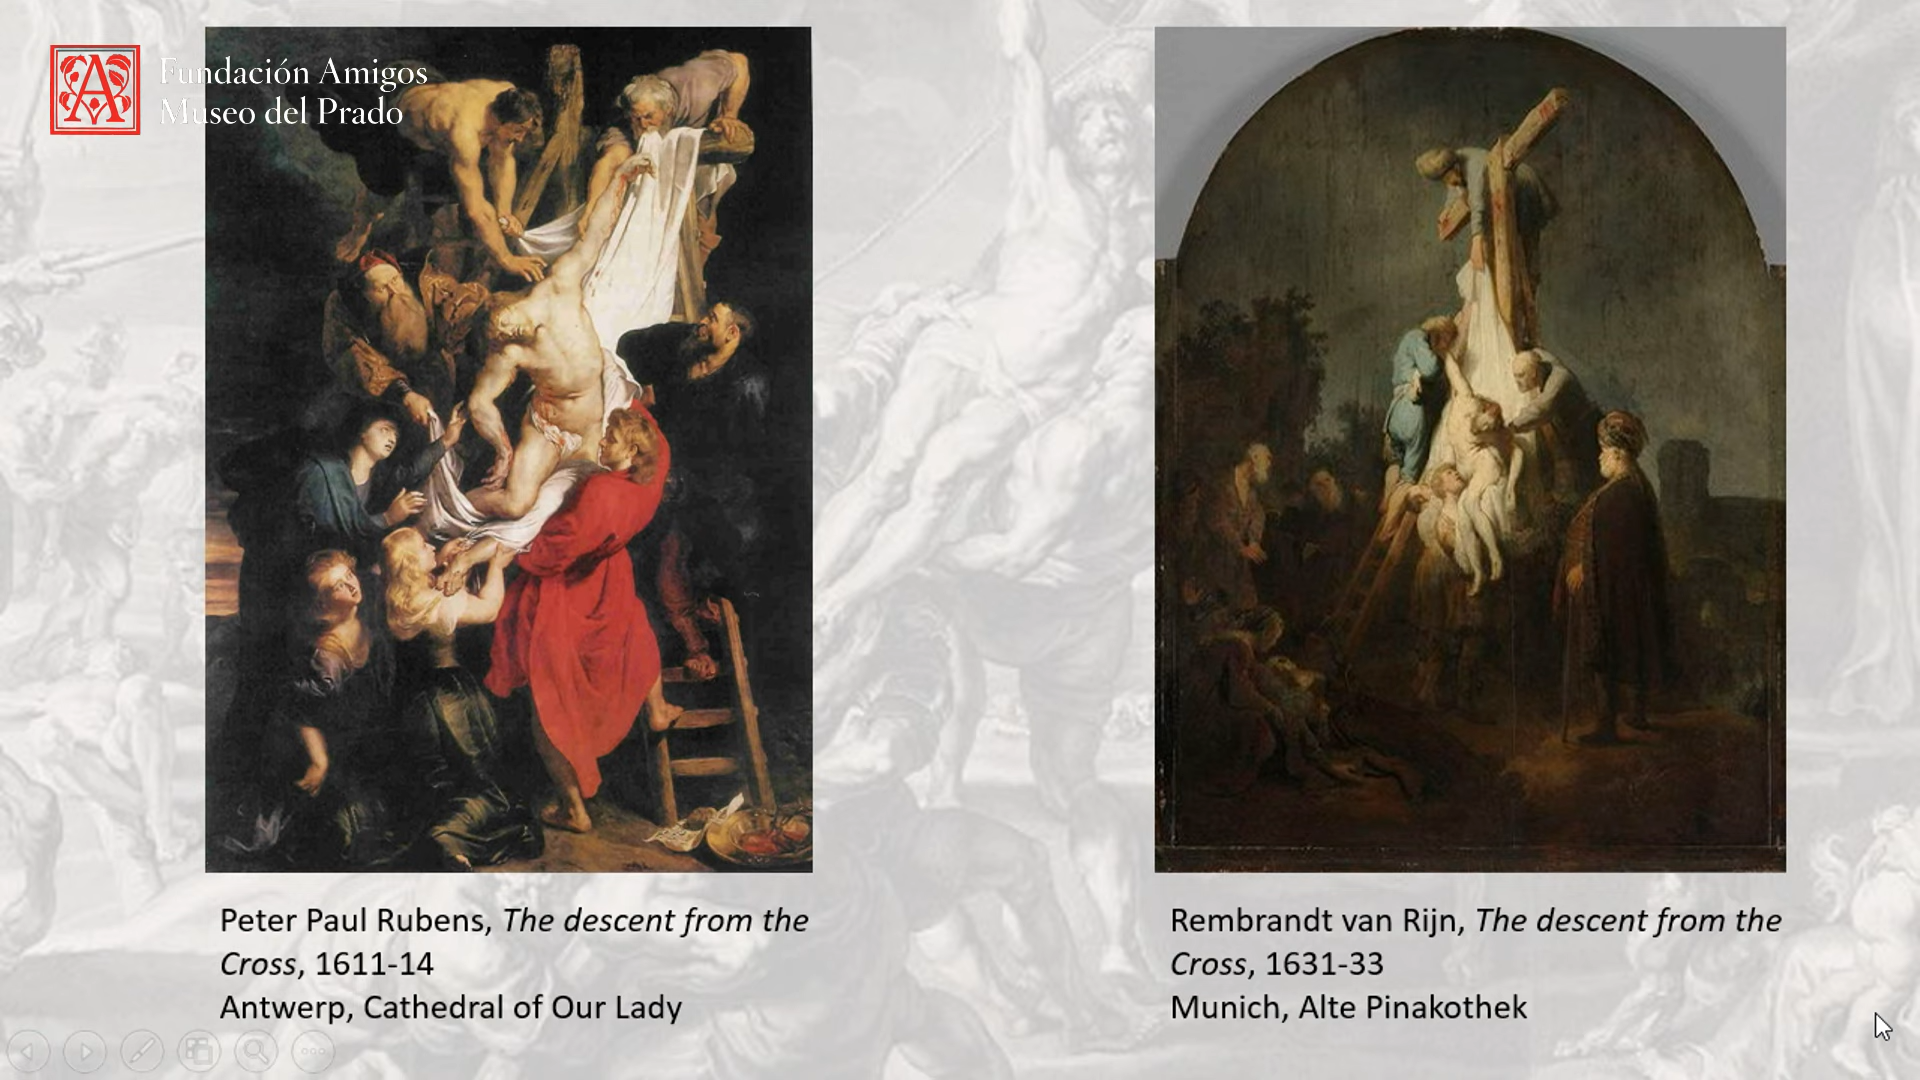 A
Fundación Amigos
Museo del Prado
Peter Paul Rubens, The descent from the
Cross, 1611-14
Antwerp, Cathedral of Our Lady
Rembrandt van Rijn, The descent from the
Cross, 1631-33
Munich, Alte Pinakothek